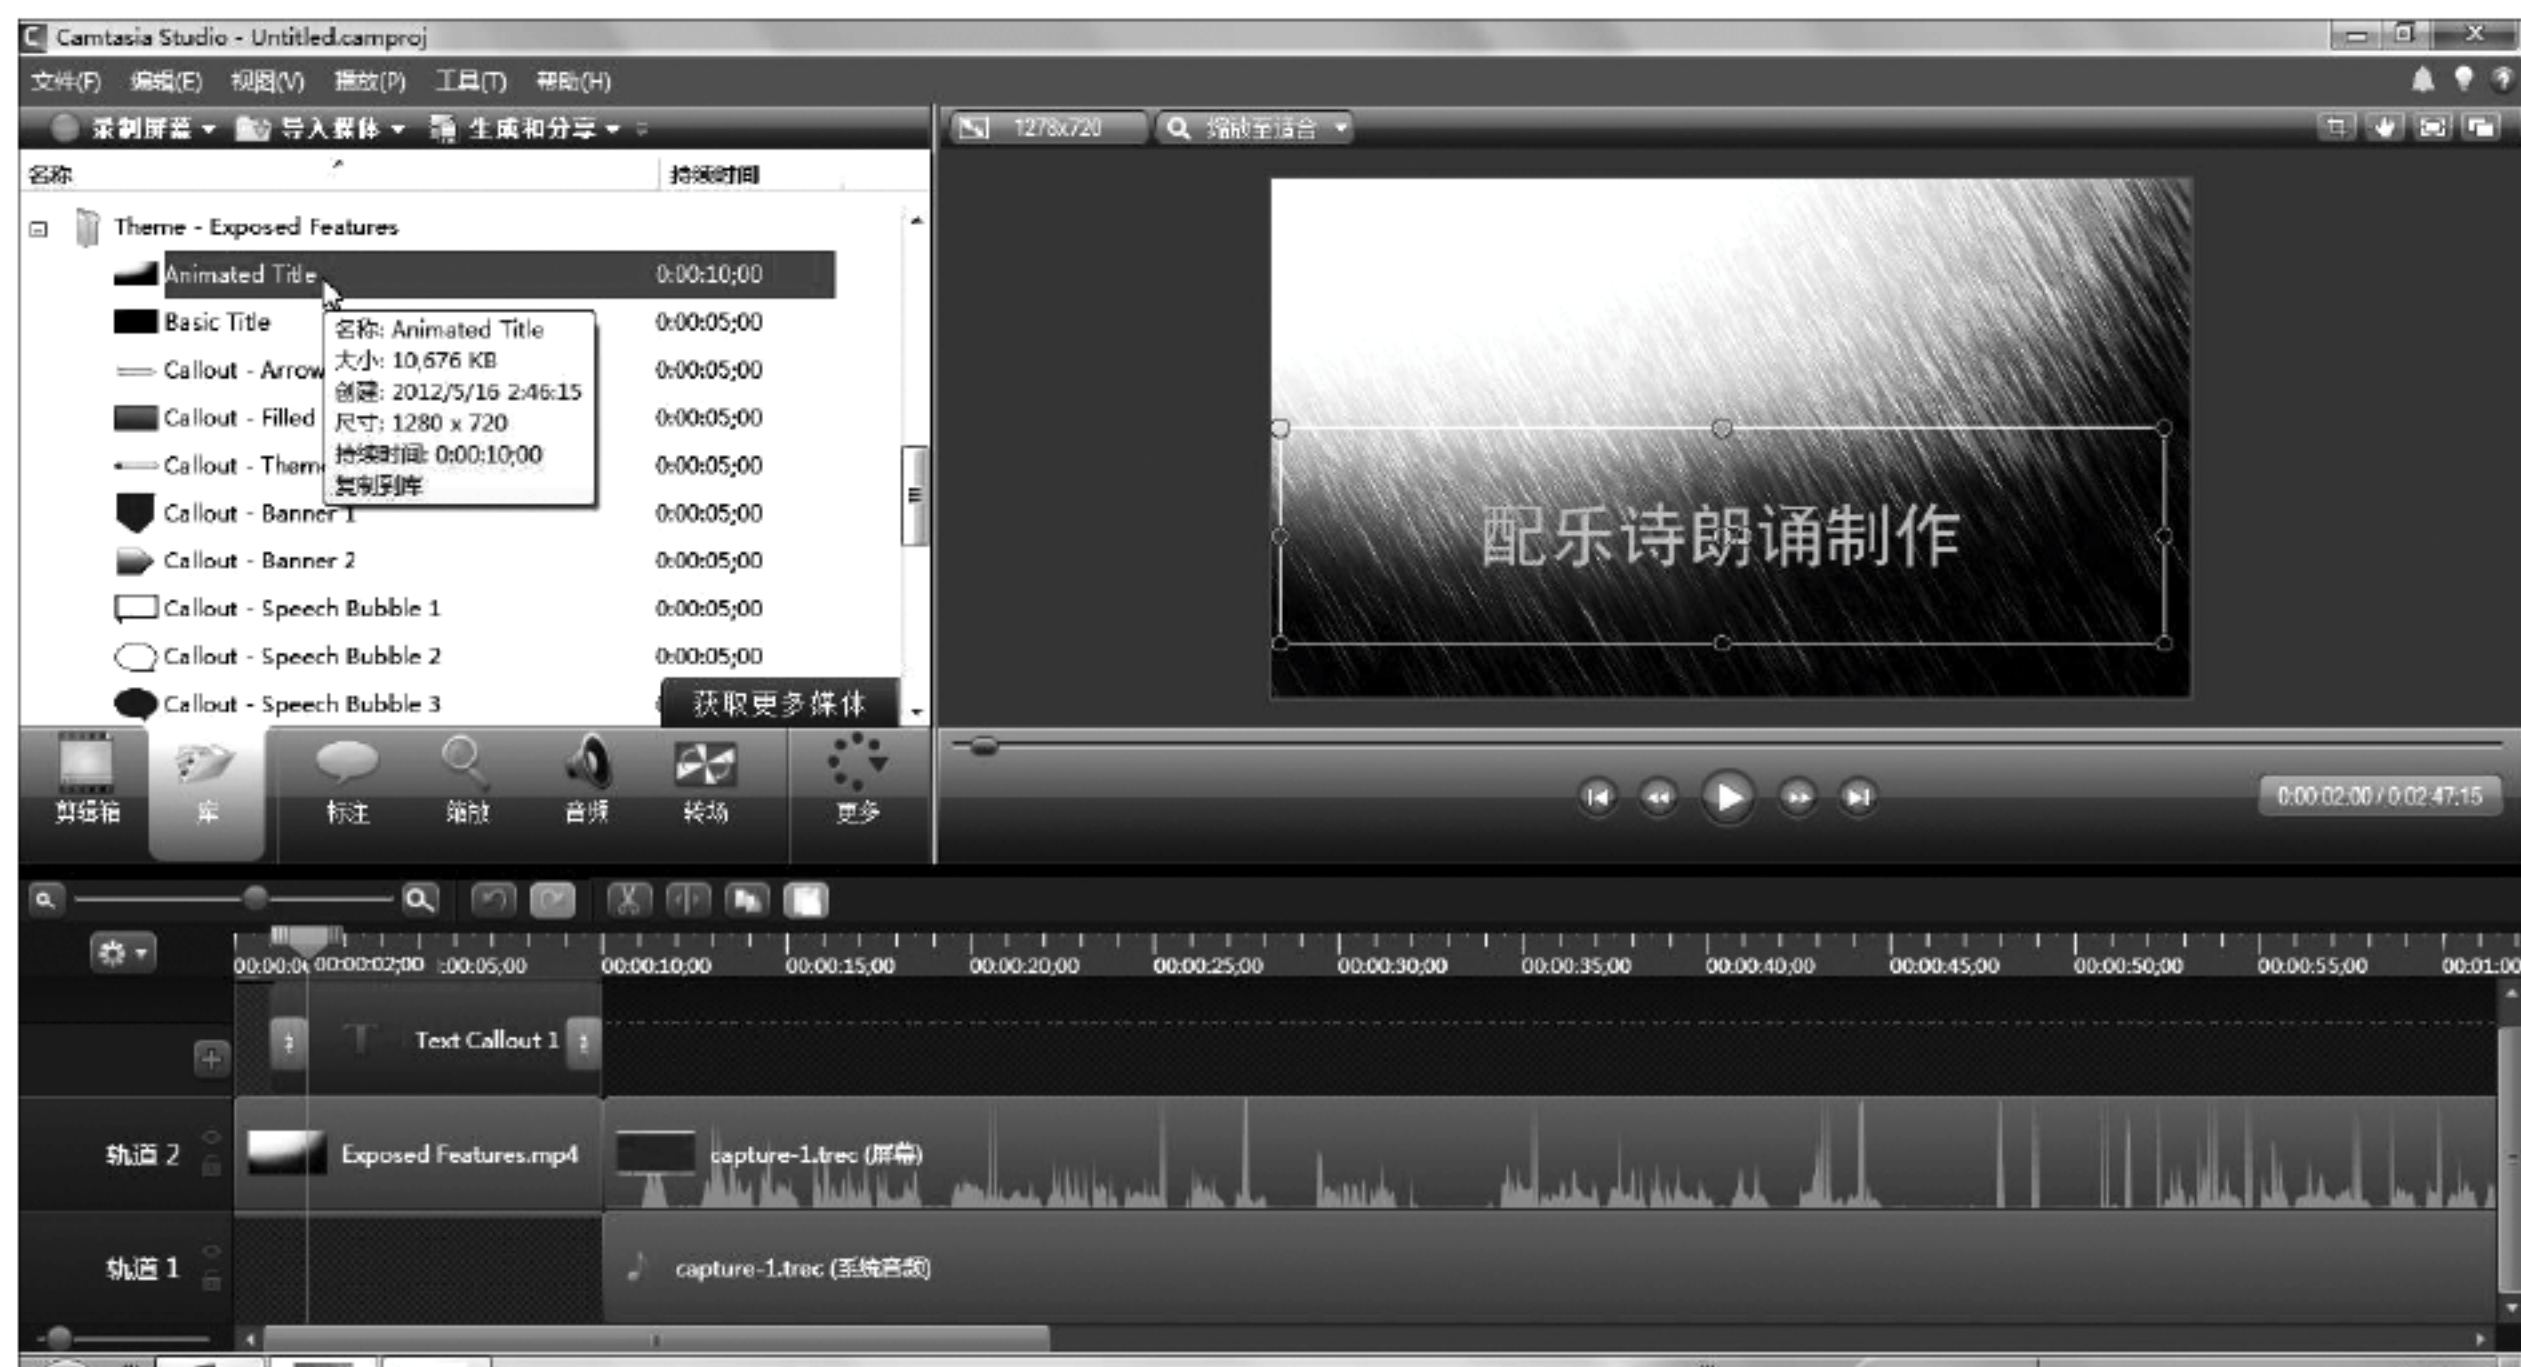 Camtasia Studio - Untitled.camproj
文件(F) 编辑(E) 视图(V) 播放(P) 工具(T) 帮助(H)
录制屏幕 导入媒体 生成和分享
1278x720 缩放至适合
名称 持续时间
Theme - Exposed Features
Animated Title 0:00:10;00
Basic Title 0:00:05;00
Callout - Arrow 0:00:05;00
Callout - Filled 0:00:05;00
Callout - Theme 0:00:05;00
Callout - Banner 1 0:00:05;00
Callout - Banner 2 0:00:05;00
Callout - Speech Bubble 1 0:00:05;00
Callout - Speech Bubble 2 0:00:05;00
Callout - Speech Bubble 3
名称: Animated Title
大小: 10,676 KB
创建: 2012/5/16 2:46:15
尺寸: 1280 x 720
持续时间: 0:00:10;00
复制到库
获取更多媒体
配乐诗朗诵制作
剪辑箱 库 标注 缩放 音频 转场 更多
0:00:02:00 / 0:02:47:15
00:00:0 00:00:02;00 :00:05;00 00:00:10;00 00:00:15;00 00:00:20;00 00:00:25;00 00:00:30;00 00:00:35;00 00:00:40;00 00:00:45;00 00:00:50;00 00:00:55;00 00:01:00
T Text Callout 1
轨道 2 Exposed Features.mp4 capture-1.trec (屏幕)
轨道 1 capture-1.trec (系统音频)